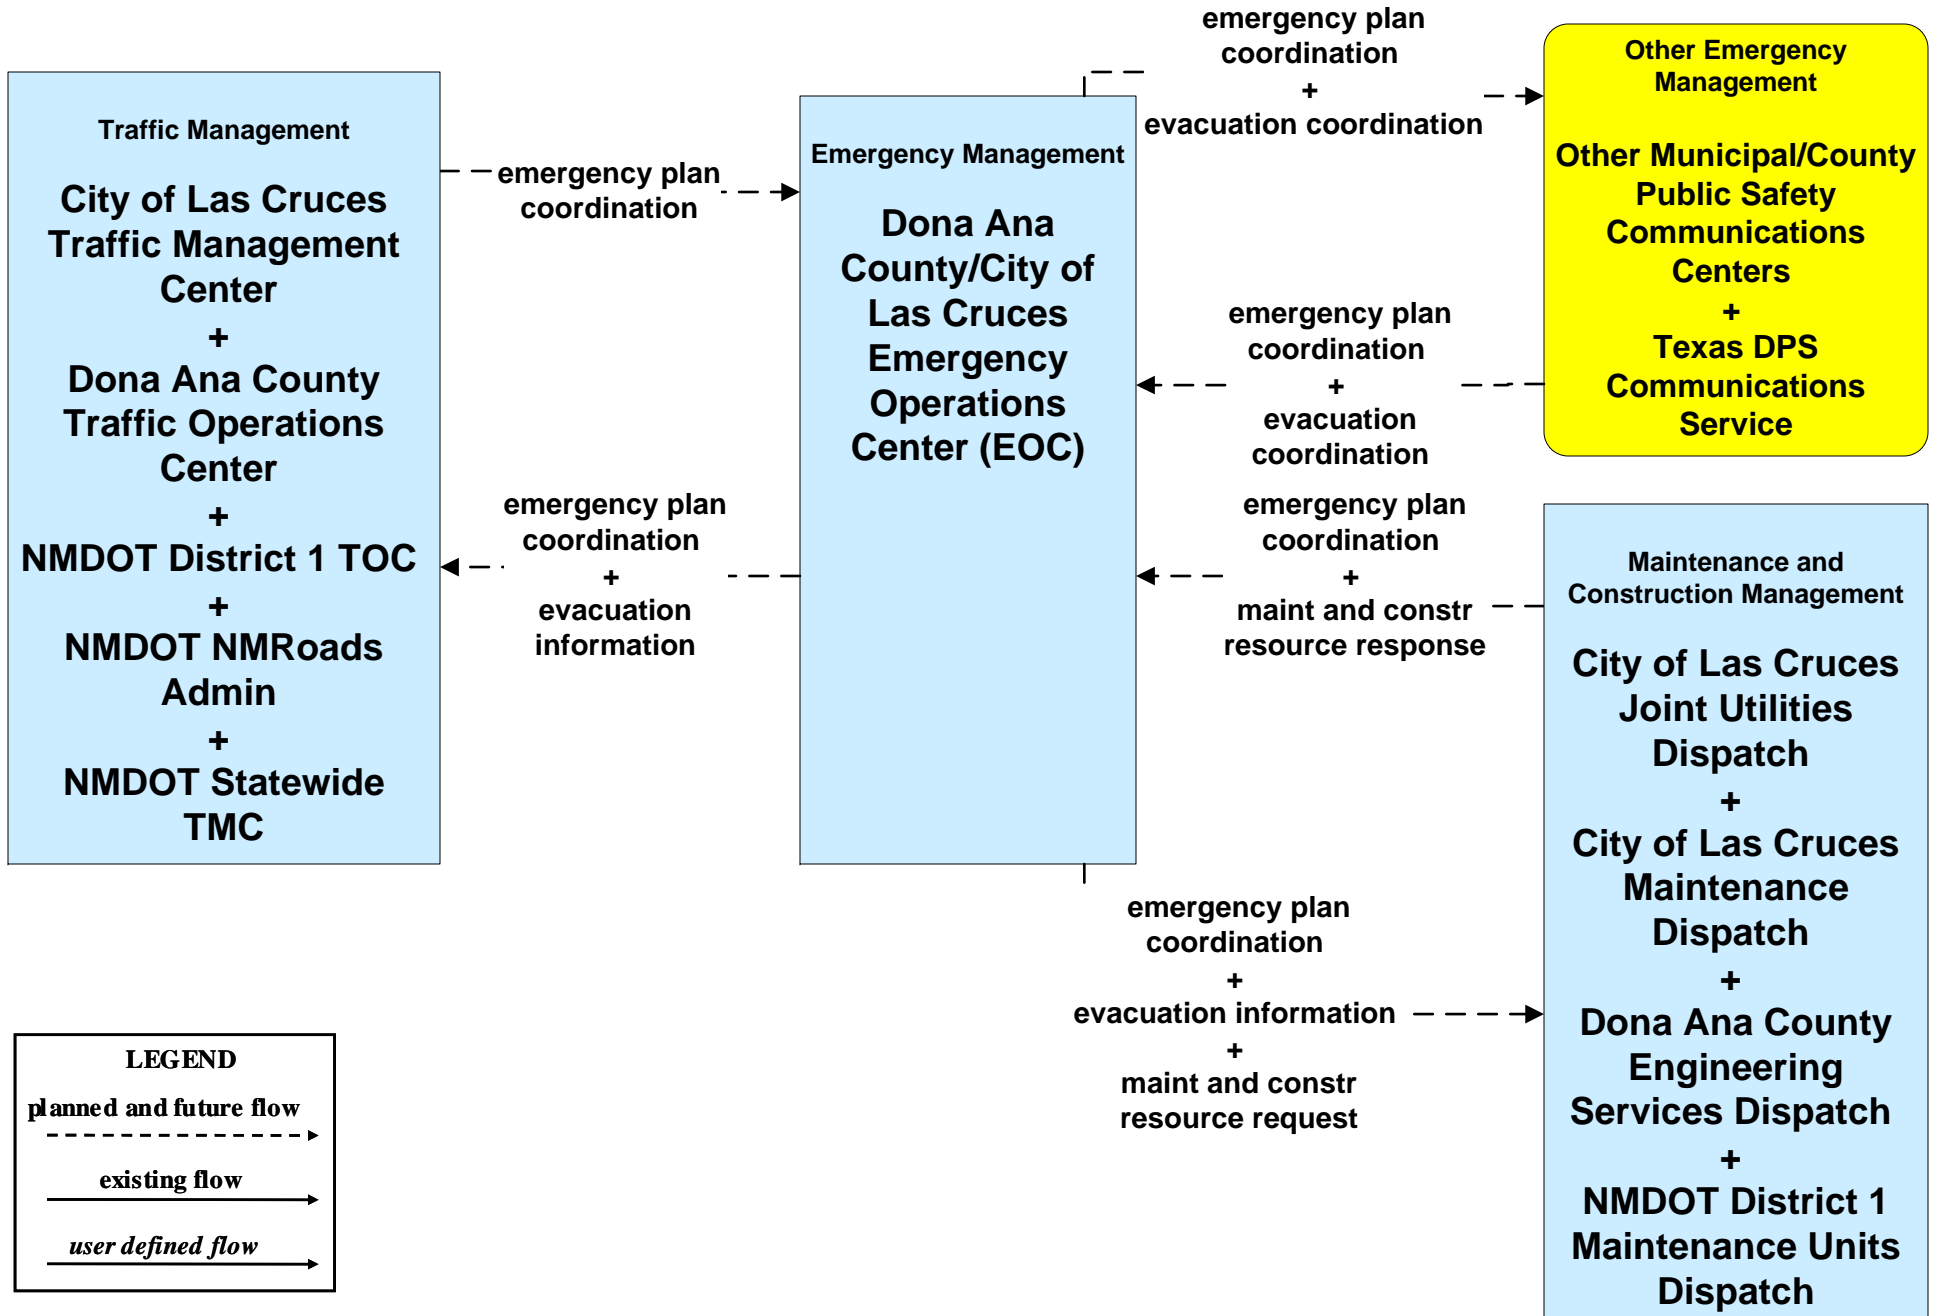 Traffic Management
City of Las Cruces
Traffic Management
Center
+
Dona Ana County
Traffic Operations
Center
+
NMDOT District 1 TOC
+
NMDOT NMRoads
Admin
+
NMDOT Statewide
TMC
emergency plan
coordination
emergency plan
coordination
+
evacuation
information
Emergency Management
Dona Ana
County/City of
Las Cruces
Emergency
Operations
Center (EOC)
emergency plan
coordination
+
evacuation coordination
emergency plan
coordination
+
evacuation
coordination
emergency plan
coordination
+
maint and constr
resource response
emergency plan
coordination
+
evacuation information
+
maint and constr
resource request
Other Emergency
Management
Other Municipal/County
Public Safety
Communications
Centers
+
Texas DPS
Communications
Service
Maintenance and
Construction Management
City of Las Cruces
Joint Utilities
Dispatch
+
City of Las Cruces
Maintenance
Dispatch
+
Dona Ana County
Engineering
Services Dispatch
+
NMDOT District 1
Maintenance Units
Dispatch
LEGEND
planned and future flow
existing flow
user defined flow